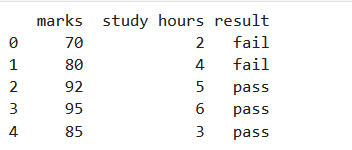 marks study hours result
0 70 2 fail
1 80 4 fail
2 92 5 pass
3 95 6 pass
4 85 3 pass